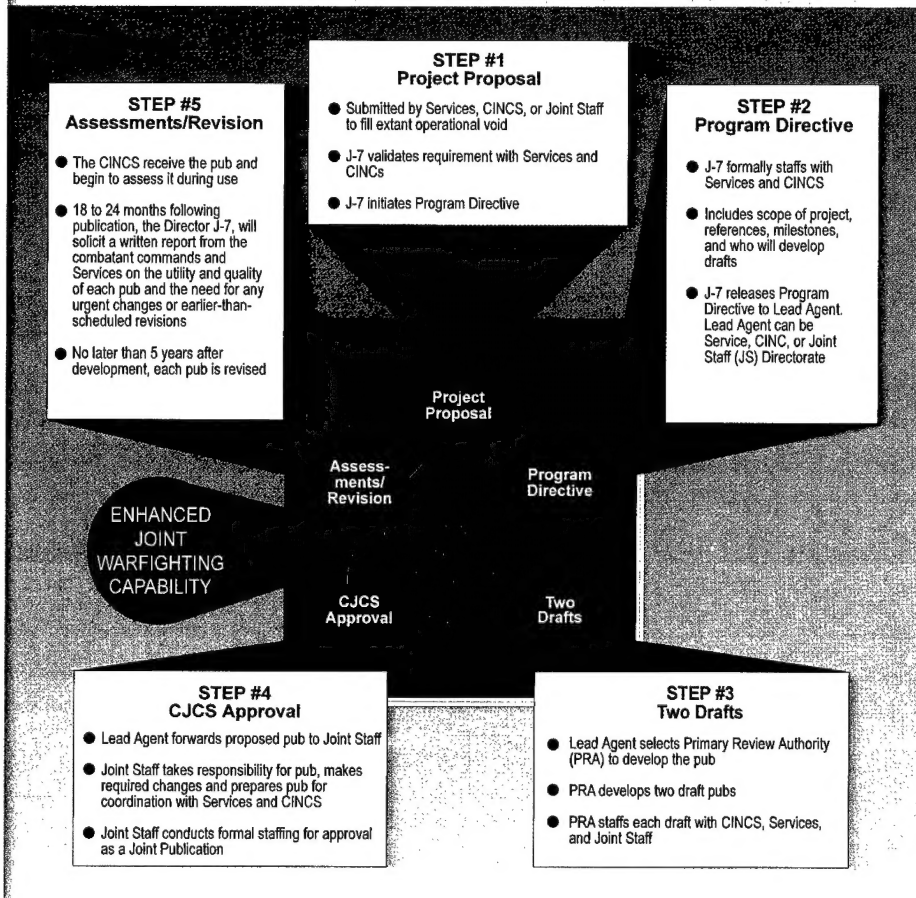 STEP #1
Project Proposal
● Submitted by Services, CINCS, or Joint Staff
to fill extant operational void
● J-7 validates requirement with Services and
CINCs
● J-7 initiates Program Directive
STEP #2
Program Directive
● J-7 formally staffs with
Services and CINCS
● Includes scope of project,
references, milestones,
and who will develop
drafts
● J-7 releases Program
Directive to Lead Agent.
Lead Agent can be
Service, CINC, or Joint
Staff (JS) Directorate
STEP #3
Two Drafts
● Lead Agent selects Primary Review Authority
(PRA) to develop the pub
● PRA develops two draft pubs
● PRA staffs each draft with CINCS, Services,
and Joint Staff
STEP #4
CJCS Approval
● Lead Agent forwards proposed pub to Joint Staff
● Joint Staff takes responsibility for pub, makes
required changes and prepares pub for
coordination with Services and CINCS
● Joint Staff conducts formal staffing for approval
as a Joint Publication
STEP #5
Assessments/Revision
● The CINCS receive the pub and
begin to assess it during use
● 18 to 24 months following
publication, the Director J-7, will
solicit a written report from the
combatant commands and
Services on the utility and quality
of each pub and the need for any
urgent changes or earlier-than-
scheduled revisions
● No later than 5 years after
development, each pub is revised
Project
Proposal
Assess-
ments/
Revision
Program
Directive
CJCS
Approval
Two
Drafts
ENHANCED
JOINT
WARFIGHTING
CAPABILITY